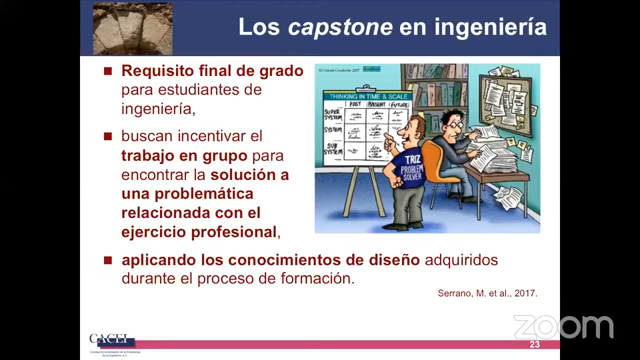 Los capstone en ingeniería
Requisito final de grado
para estudiantes de
ingeniería,
buscan incentivar el
trabajo en grupo para
encontrar la solución a
una problemática
relacionada con el
ejercicio profesional,
THINKING IN TIME & SCALE
PAST PRESENT FUTURE
SUPER
SYSTEM
SYSTEM
SUB
SYSTEM
TRIZ
PROBLEM
SOLVER
aplicando los conocimientos de diseño adquiridos
durante el proceso de formación.
Serrano, M. et al., 2017.
CACEI
zoom
23